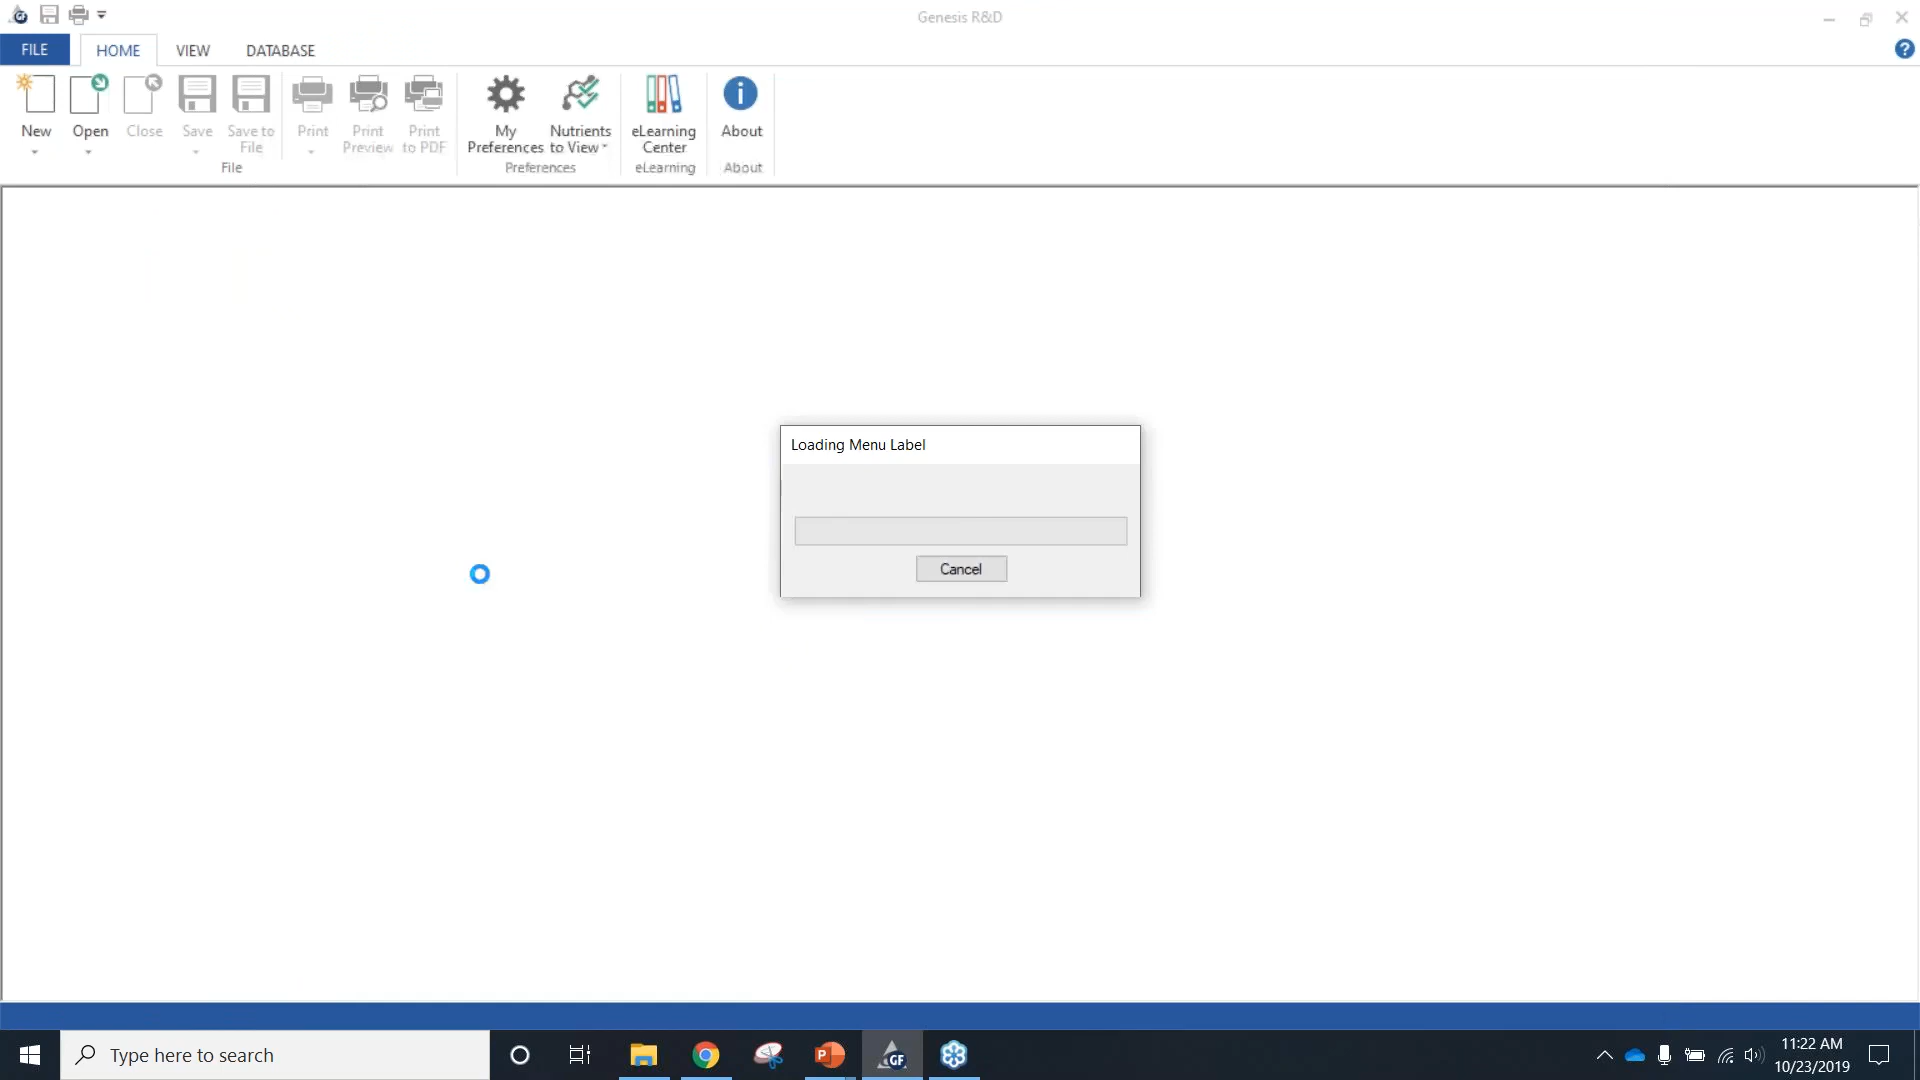 Genesis R&D
FILE HOME VIEW DATABASE
New Open Close Save Save to File Print Print Preview Print to PDF My Preferences Nutrients to View eLearning Center About
File Preferences eLearning About
Loading Menu Label
Cancel
Type here to search
11:22 AM
10/23/2019